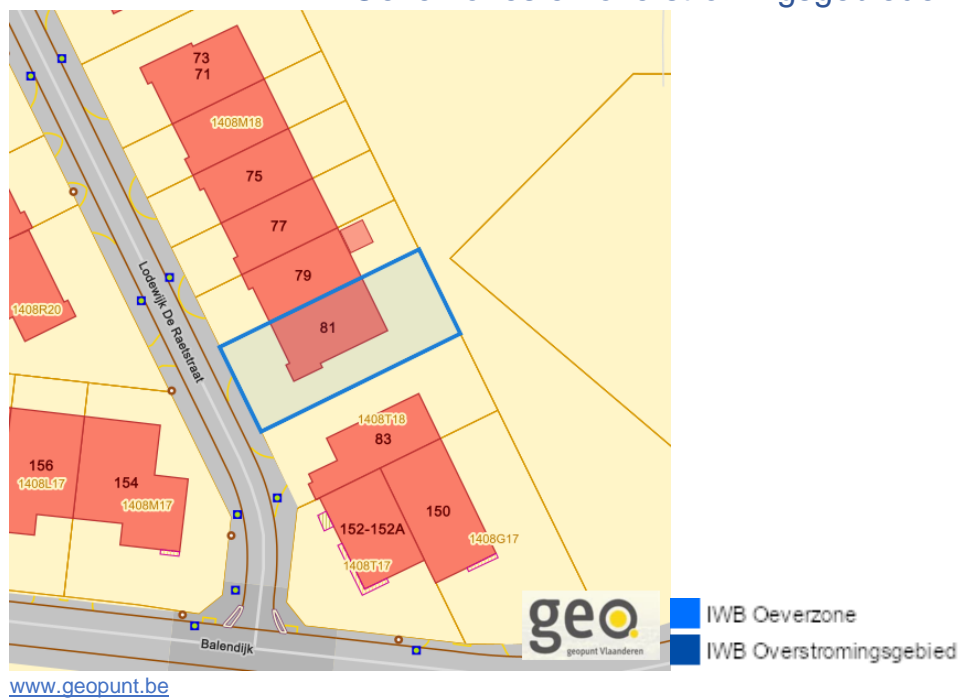 73
71
1408M18
75
77
79
81
Lodewijk De Raetstraat
1408R20
1408T18
83
156
1408L17
154
1408M17
150
152-152A
1408G17
1408T17
Balendijk
geo
geopunt Vlaanderen
IWB Oeverzone
IWB Overstromingsgebied
www.geopunt.be